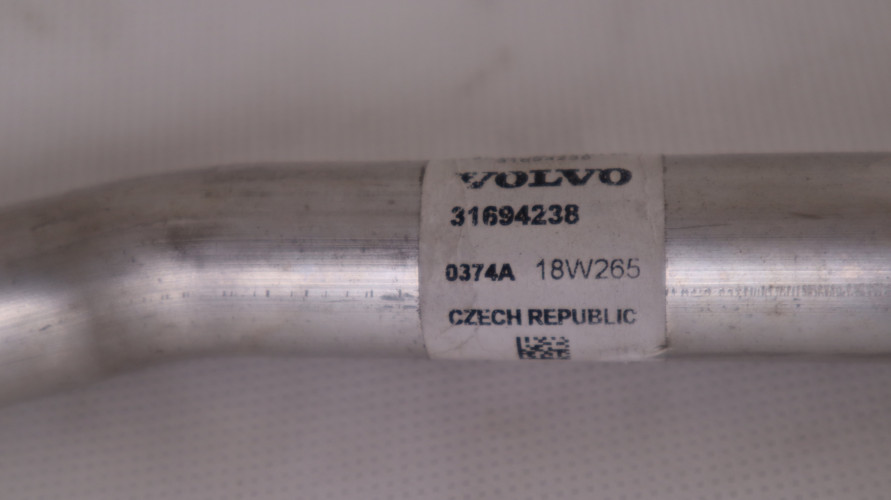 VOLVO
31694238
0374A 18W265
CZECH REPUBLIC